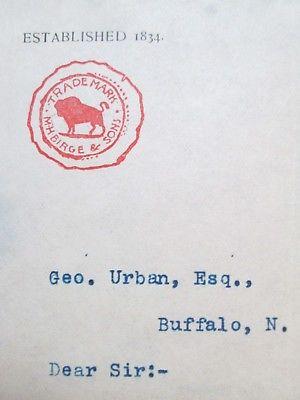 ESTABLISHED 1834.
· TRADE MARK ·
M.H. BIRGE & SONS
Geo. Urban, Esq.,
Buffalo, N.
Dear Sir:-